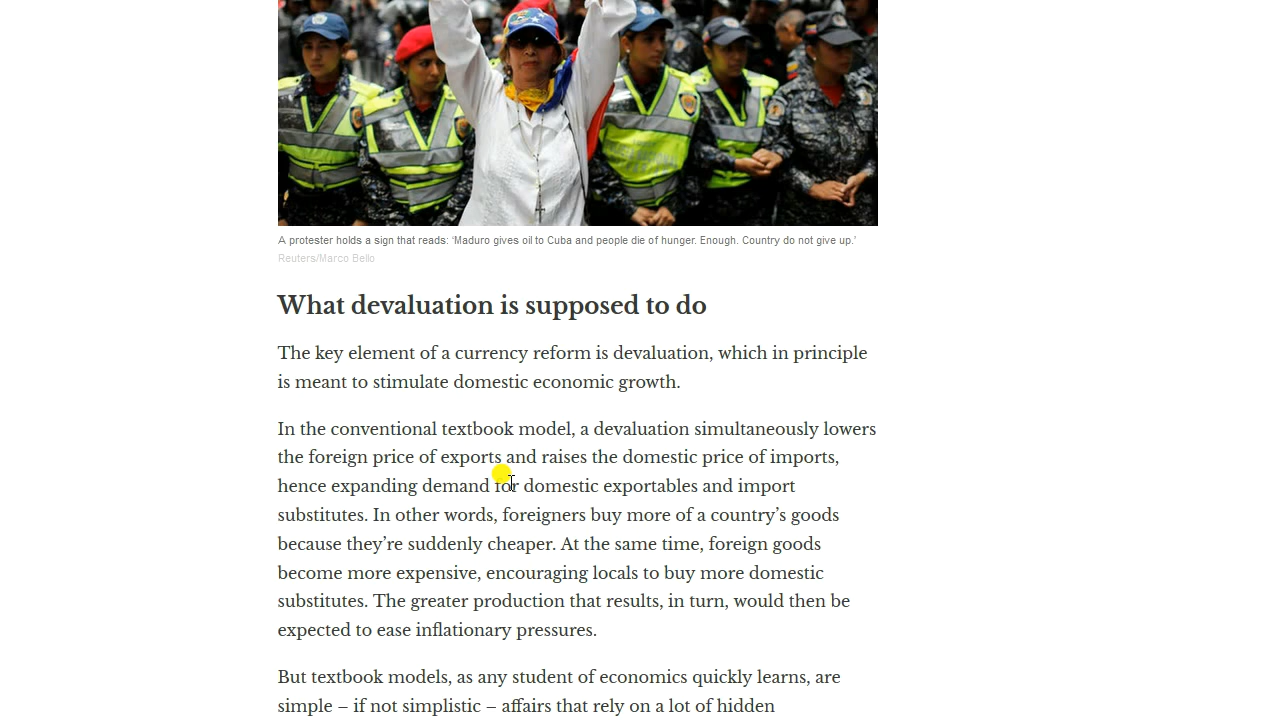 A protester holds a sign that reads: ‘Maduro gives oil to Cuba and people die of hunger. Enough. Country do not give up.’
Reuters/Marco Bello
What devaluation is supposed to do
The key element of a currency reform is devaluation, which in principle
is meant to stimulate domestic economic growth.
In the conventional textbook model, a devaluation simultaneously lowers
the foreign price of exports and raises the domestic price of imports,
hence expanding demand for domestic exportables and import
substitutes. In other words, foreigners buy more of a country’s goods
because they’re suddenly cheaper. At the same time, foreign goods
become more expensive, encouraging locals to buy more domestic
substitutes. The greater production that results, in turn, would then be
expected to ease inflationary pressures.
But textbook models, as any student of economics quickly learns, are
simple – if not simplistic – affairs that rely on a lot of hidden